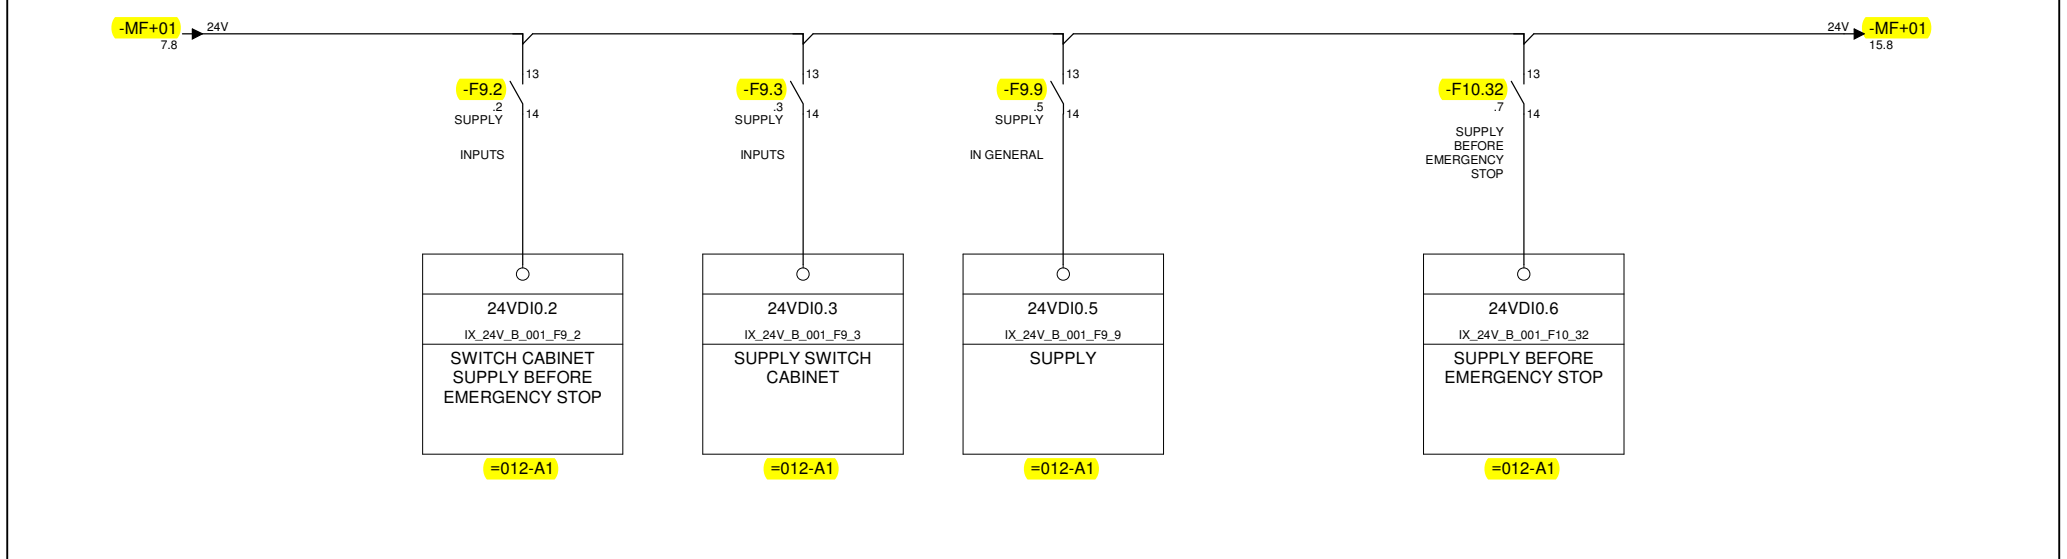 -MF+01
7.8
24V
24V
-MF+01
15.8
-F9.2
.2
SUPPLY
INPUTS
13
14
-F9.3
.3
SUPPLY
INPUTS
13
14
-F9.9
.5
SUPPLY
IN GENERAL
13
14
-F10.32
.7
SUPPLY
BEFORE
EMERGENCY
STOP
13
14
24VDI0.2
IX_24V_B_001_F9_2
SWITCH CABINET
SUPPLY BEFORE
EMERGENCY STOP
=012-A1
24VDI0.3
IX_24V_B_001_F9_3
SUPPLY SWITCH
CABINET
=012-A1
24VDI0.5
IX_24V_B_001_F9_9
SUPPLY
=012-A1
24VDI0.6
IX_24V_B_001_F10_32
SUPPLY BEFORE
EMERGENCY STOP
=012-A1